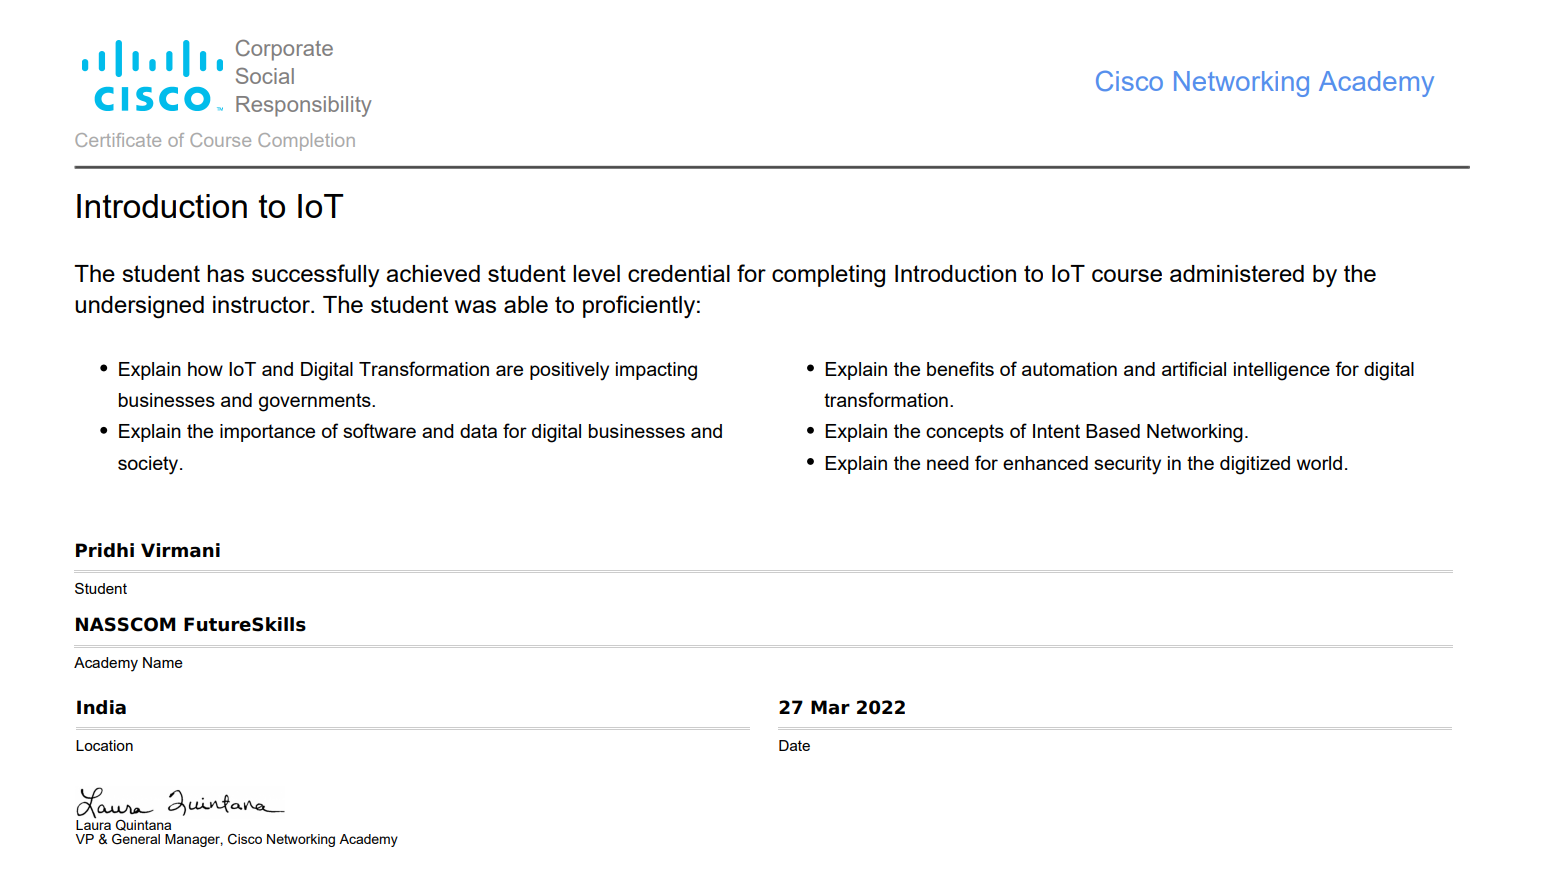 CISCO™
Corporate
Social
Responsibility
Cisco Networking Academy
Certificate of Course Completion
Introduction to IoT
The student has successfully achieved student level credential for completing Introduction to IoT course administered by the
undersigned instructor. The student was able to proficiently:
• Explain how IoT and Digital Transformation are positively impacting
businesses and governments.
• Explain the importance of software and data for digital businesses and
society.
• Explain the benefits of automation and artificial intelligence for digital
transformation.
• Explain the concepts of Intent Based Networking.
• Explain the need for enhanced security in the digitized world.
Pridhi Virmani
Student
NASSCOM FutureSkills
Academy Name
India
Location
27 Mar 2022
Date
Laura Quintana
Laura Quintana
VP & General Manager, Cisco Networking Academy